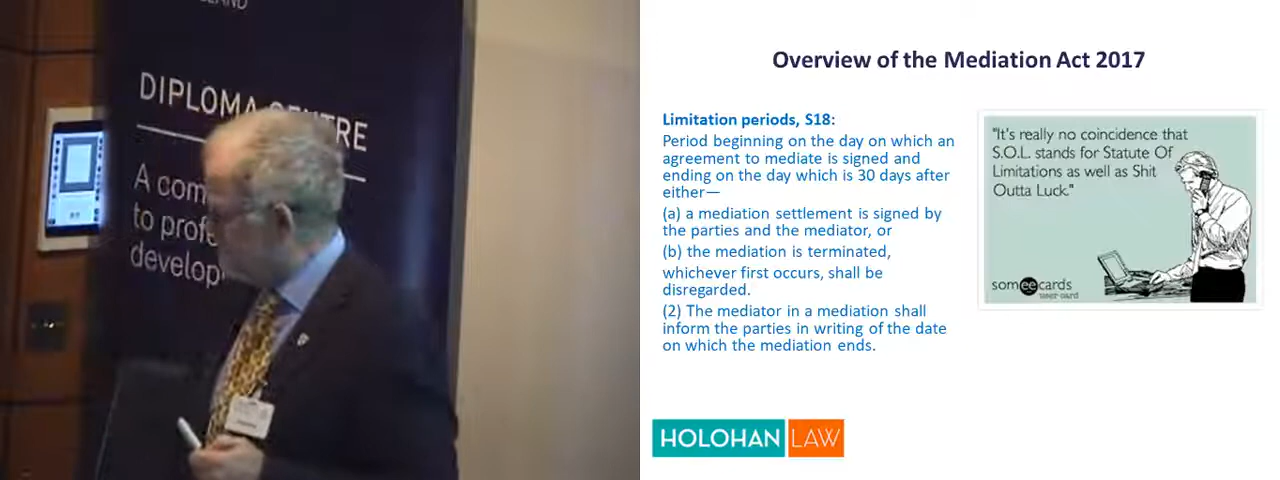 DIPLOMA CENTRE
A com
to profe
develop
Overview of the Mediation Act 2017
Limitation periods, S18:
Period beginning on the day on which an
agreement to mediate is signed and
ending on the day which is 30 days after
either—
(a) a mediation settlement is signed by
the parties and the mediator, or
(b) the mediation is terminated,
whichever first occurs, shall be
disregarded.
(2) The mediator in a mediation shall
inform the parties in writing of the date
on which the mediation ends.
"It's really no coincidence that
S.O.L. stands for Statute Of
Limitations as well as Shit
Outta Luck."
somee cards
user card
HOLOHAN LAW